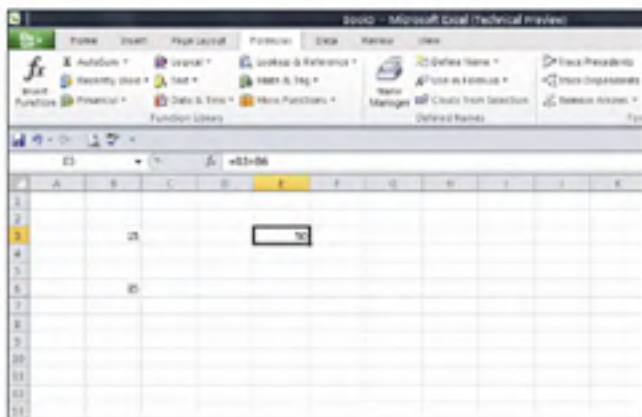 Book2 - Microsoft Excel (Technical Preview)
Home Insert Page Layout Formulas Data Review View
fx Insert Function
Σ AutoSum
Recently Used
Financial
Logical
Text
Date & Time
Lookup & Reference
Math & Trig
More Functions
Function Library
Name Manager
Define Name
Use in Formula
Create from Selection
Defined Names
Trace Precedents
Trace Dependents
Remove Arrows
E3 fx =B3+B6
A B C D E F G H I J K
1
2
3
4
5
6
7
8
9
10
11
12
13